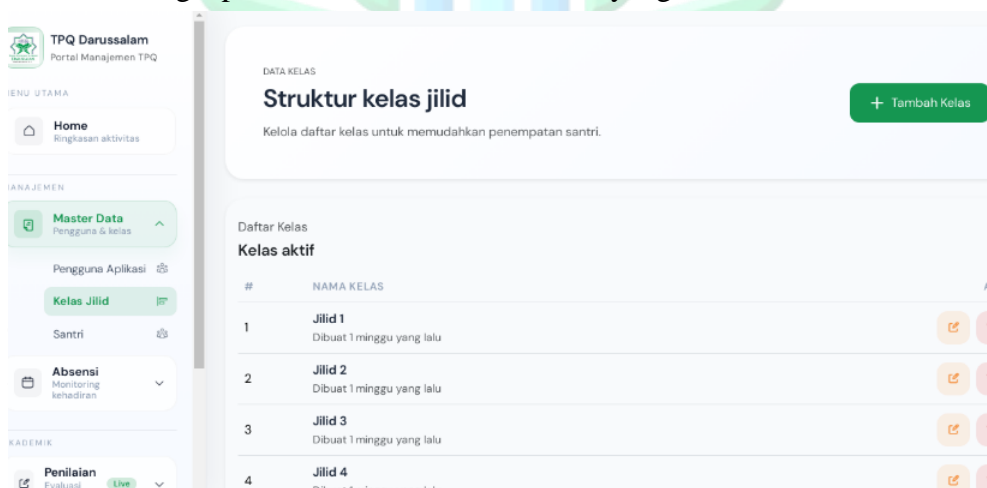 TPQ Darussalam
Portal Manajemen TPQ
MENU UTAMA
Home
Ringkasan aktivitas
MANAJEMEN
Master Data
Pengguna & kelas
Pengguna Aplikasi
Kelas Jilid
Santri
Absensi
Monitoring
kehadiran
KADEMIK
Penilaian
Evaluasi
Live
DATA KELAS
Struktur kelas jilid
Kelola daftar kelas untuk memudahkan penempatan santri.
+ Tambah Kelas
Daftar Kelas
Kelas aktif
# NAMA KELAS
1 Jilid 1
Dibuat 1 minggu yang lalu
2 Jilid 2
Dibuat 1 minggu yang lalu
3 Jilid 3
Dibuat 1 minggu yang lalu
4 Jilid 4